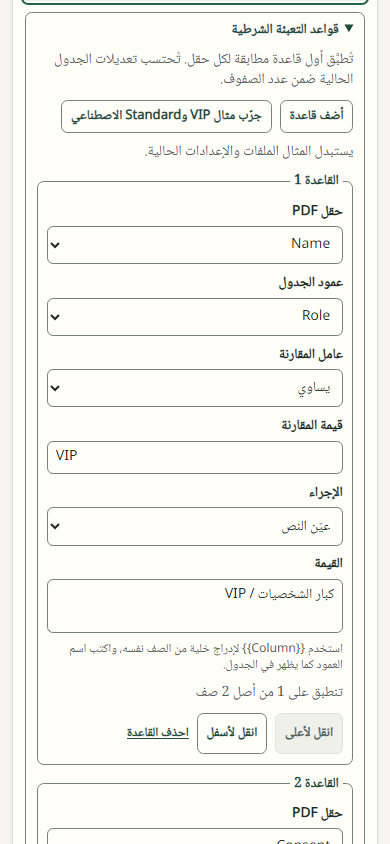 ▼ قواعد التعبئة الشرطية
تُطبَّق أول قاعدة مطابقة لكل حقل. تُحتسب تعديلات الجدول
الحالية ضمن عدد الصفوف.
أضف قاعدة
جرّب مثال VIP وStandard الاصطناعي
يستبدل المثال الملفات والإعدادات الحالية.
القاعدة 1
حقل PDF
Name
عمود الجدول
Role
عامل المقارنة
يساوي
قيمة المقارنة
VIP
الإجراء
عيّن النص
القيمة
كبار الشخصيات / VIP
استخدم {{Column}} لإدراج خلية من الصف نفسه، واكتب اسم
العمود كما يظهر في الجدول.
تنطبق على 1 من أصل 2 صف
انقل لأعلى
انقل لأسفل
احذف القاعدة
القاعدة 2
حقل PDF
Consent